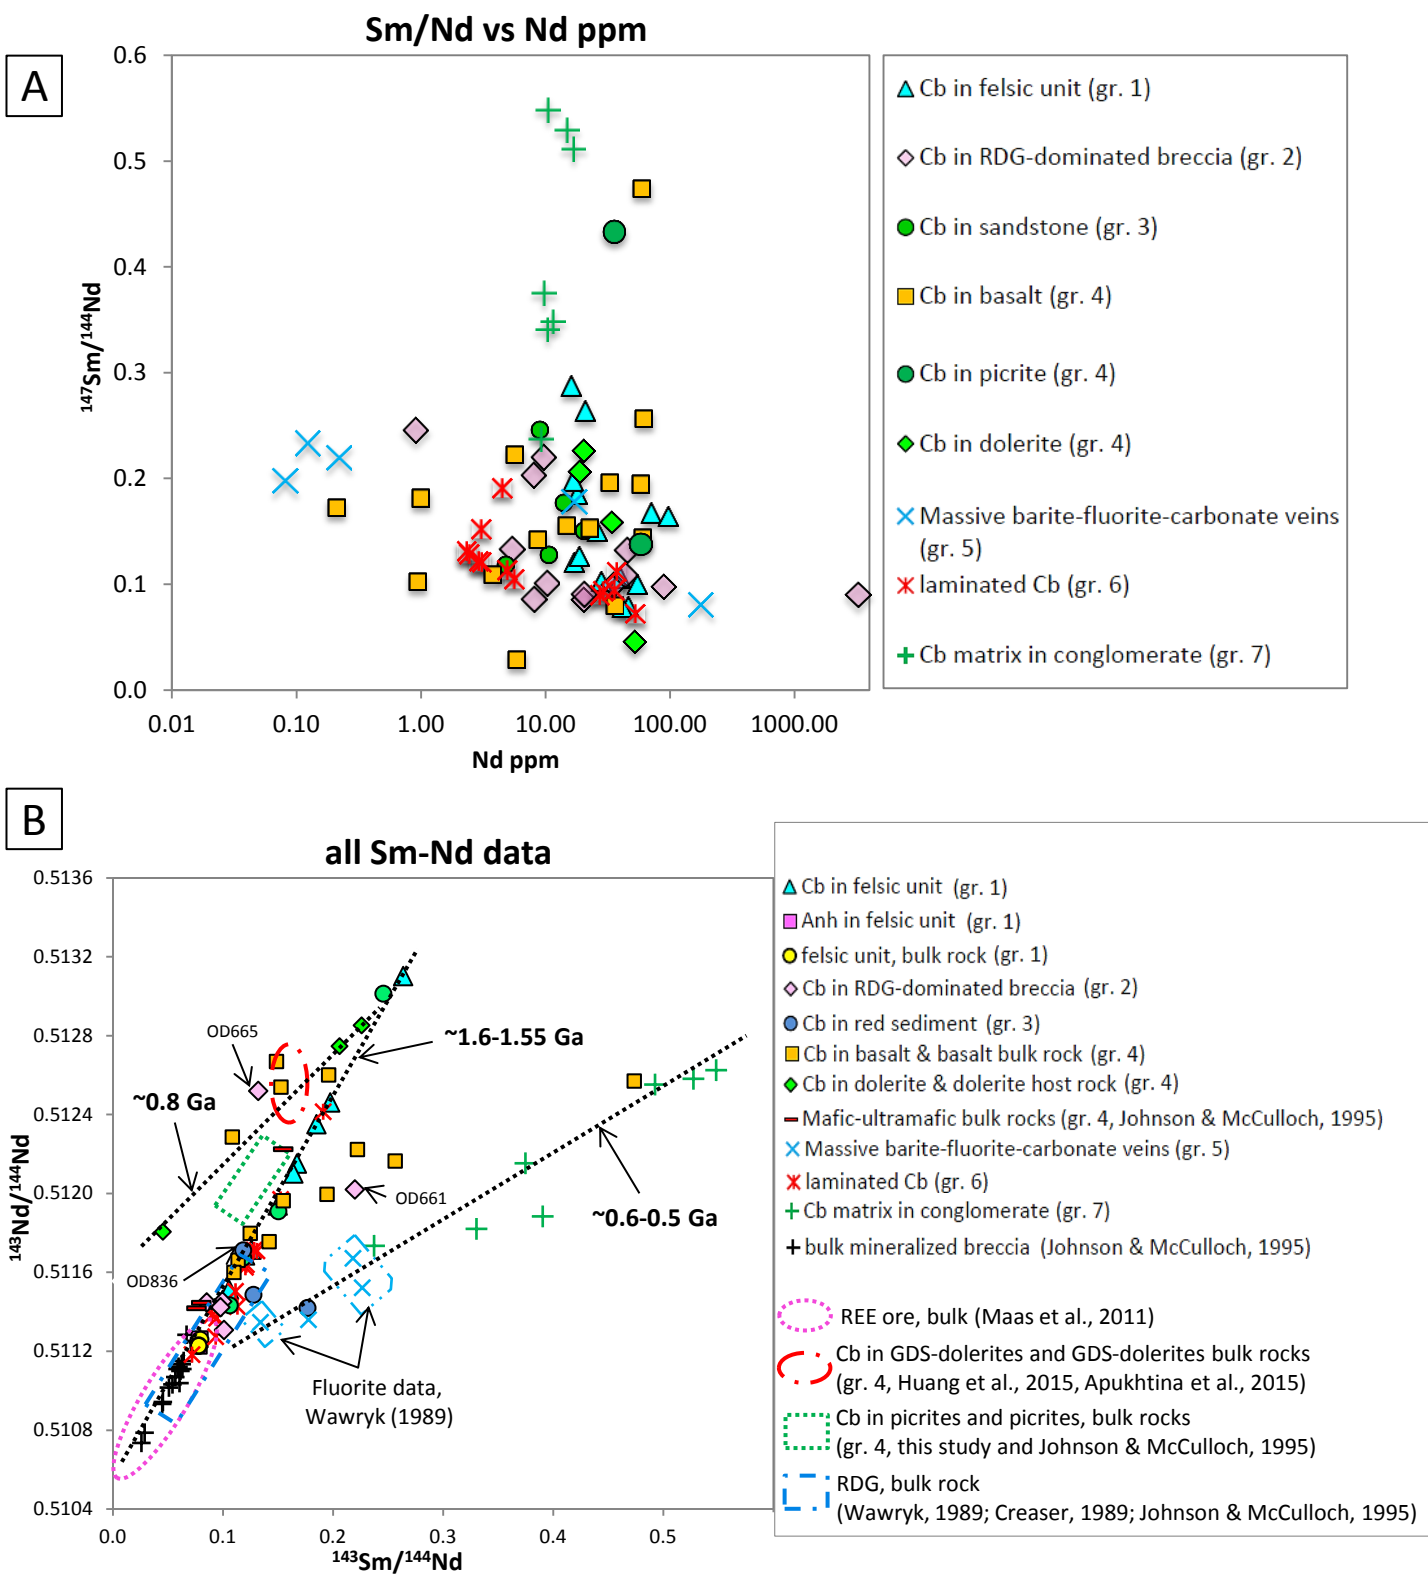 Sm/Nd vs Nd ppm
A
0.6
0.5
0.4
0.3
0.2
0.1
0.0
147Sm/144Nd
0.01
0.10
1.00
10.00
100.00
1000.00
Nd ppm
Cb in felsic unit (gr. 1)
Cb in RDG-dominated breccia (gr. 2)
Cb in sandstone (gr. 3)
Cb in basalt (gr. 4)
Cb in picrite (gr. 4)
Cb in dolerite (gr. 4)
Massive barite-fluorite-carbonate veins
(gr. 5)
laminated Cb (gr. 6)
Cb matrix in conglomerate (gr. 7)
B
all Sm-Nd data
0.5136
0.5132
0.5128
0.5124
0.5120
0.5116
0.5112
0.5108
0.5104
143Nd/144Nd
0.0
0.1
0.2
0.3
0.4
0.5
143Sm/144Nd
OD665
~1.6-1.55 Ga
~0.8 Ga
OD661
~0.6-0.5 Ga
OD836
Fluorite data,
Wawryk (1989)
Cb in felsic unit (gr. 1)
Anh in felsic unit (gr. 1)
felsic unit, bulk rock (gr. 1)
Cb in RDG-dominated breccia (gr. 2)
Cb in red sediment (gr. 3)
Cb in basalt & basalt bulk rock (gr. 4)
Cb in dolerite & dolerite host rock (gr. 4)
Mafic-ultramafic bulk rocks (gr. 4, Johnson & McCulloch, 1995)
Massive barite-fluorite-carbonate veins (gr. 5)
laminated Cb (gr. 6)
Cb matrix in conglomerate (gr. 7)
bulk mineralized breccia (Johnson & McCulloch, 1995)
REE ore, bulk (Maas et al., 2011)
Cb in GDS-dolerites and GDS-dolerites bulk rocks
(gr. 4, Huang et al., 2015, Apukhtina et al., 2015)
Cb in picrites and picrites, bulk rocks
(gr. 4, this study and Johnson & McCulloch, 1995)
RDG, bulk rock
(Wawryk, 1989; Creaser, 1989; Johnson & McCulloch, 1995)